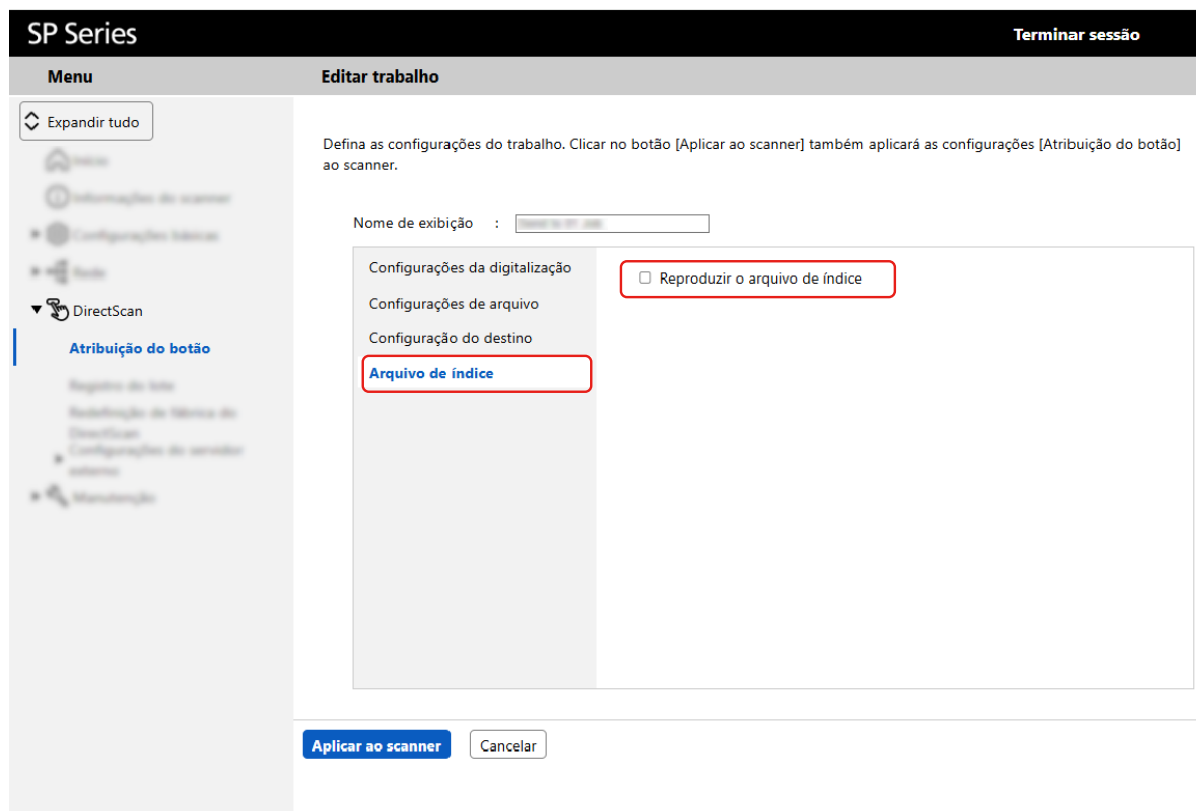 SP Series
Terminar sessão
Menu
Editar trabalho
Expandir tudo
DirectScan
Atribuição do botão
Defina as configurações do trabalho. Clicar no botão [Aplicar ao scanner] também aplicará as configurações [Atribuição do botão]
ao scanner.
Nome de exibição :
Configurações da digitalização
Configurações de arquivo
Configuração do destino
Arquivo de índice
Reproduzir o arquivo de índice
Aplicar ao scanner
Cancelar